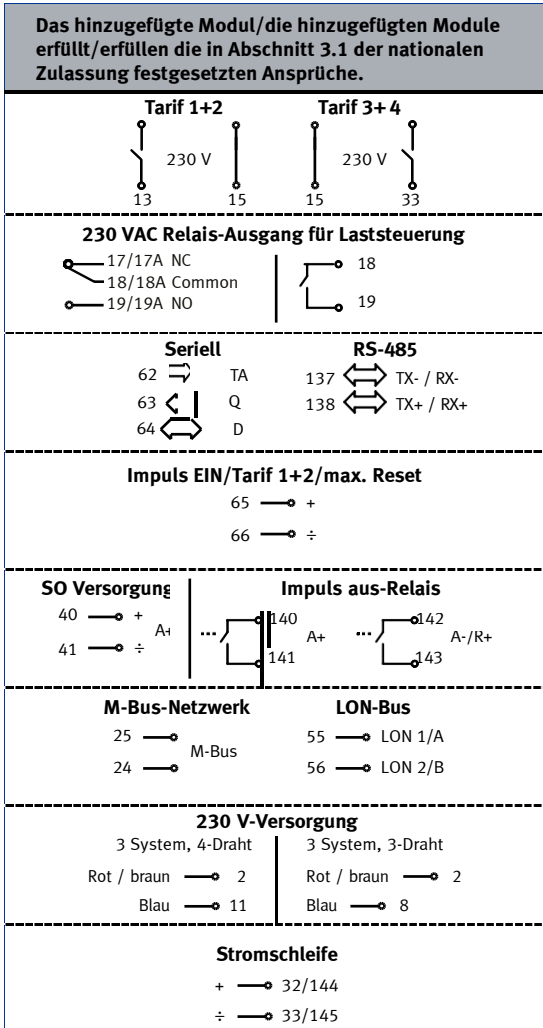 Das hinzugefügte Modul/die hinzugefügten Module
erfüllt/erfüllen die in Abschnitt 3.1 der nationalen
Zulassung festgesetzten Ansprüche.
Tarif 1+2 Tarif 3+4
230 V 230 V
13 15 15 33
230 VAC Relais-Ausgang für Laststeuerung
17/17A NC 18
18/18A Common
19/19A NO 19
Seriell RS-485
62 TA 137 TX- / RX-
63 Q 138 TX+ / RX+
64 D
Impuls EIN/Tarif 1+2/max. Reset
65 +
66 ÷
SO Versorgung Impuls aus-Relais
40 + A+ 140 A+ 142 A-/R+
41 ÷ 141 143
M-Bus-Netzwerk LON-Bus
25 M-Bus 55 LON 1/A
24 56 LON 2/B
230 V-Versorgung
3 System, 4-Draht 3 System, 3-Draht
Rot / braun 2 Rot / braun 2
Blau 11 Blau 8
Stromschleife
+ 32/144
÷ 33/145